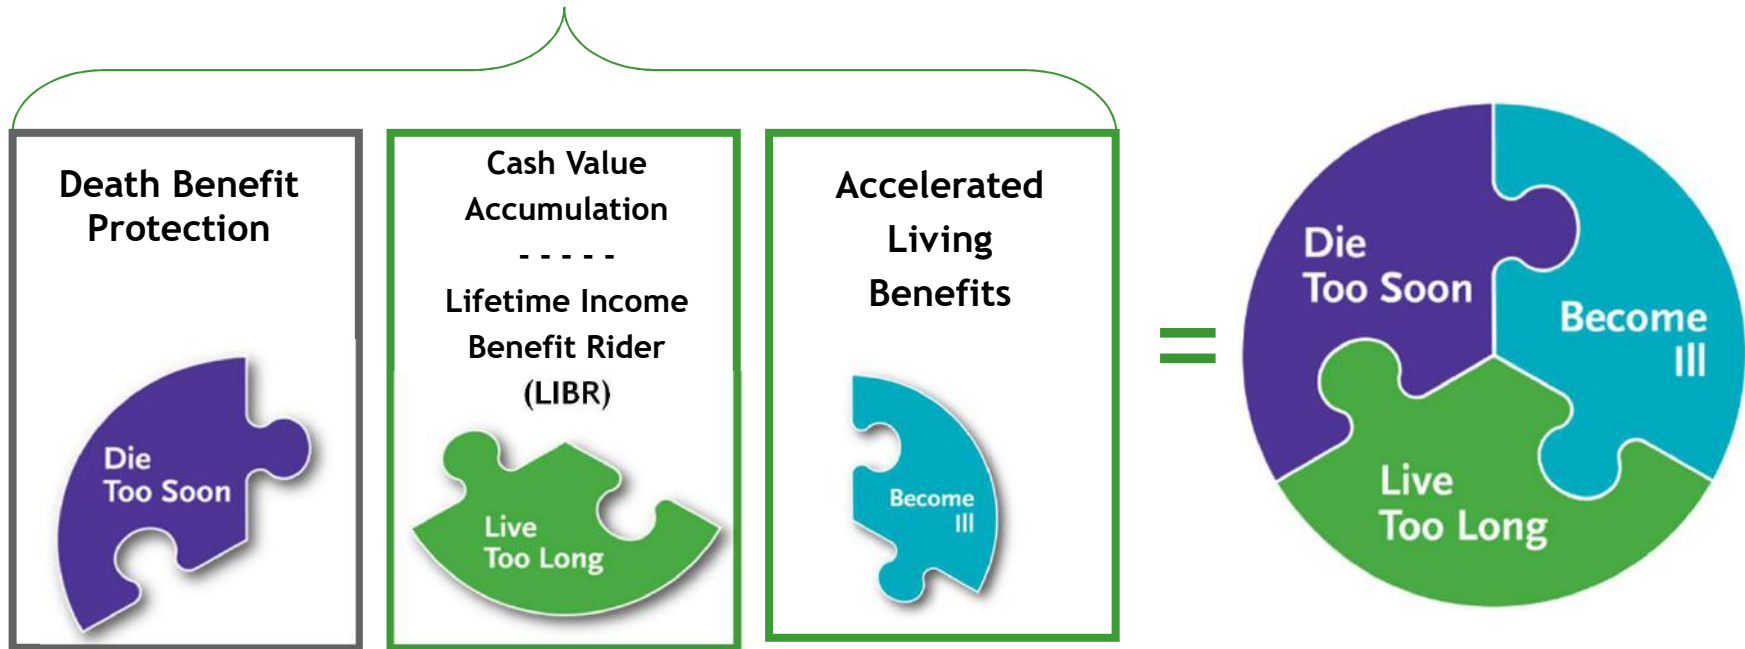 Death Benefit
Protection
Die
Too Soon
Cash Value
Accumulation
- - - - -
Lifetime Income
Benefit Rider
(LIBR)
Live
Too Long
Accelerated
Living
Benefits
Become
Ill
=
Die
Too Soon
Become
Ill
Live
Too Long